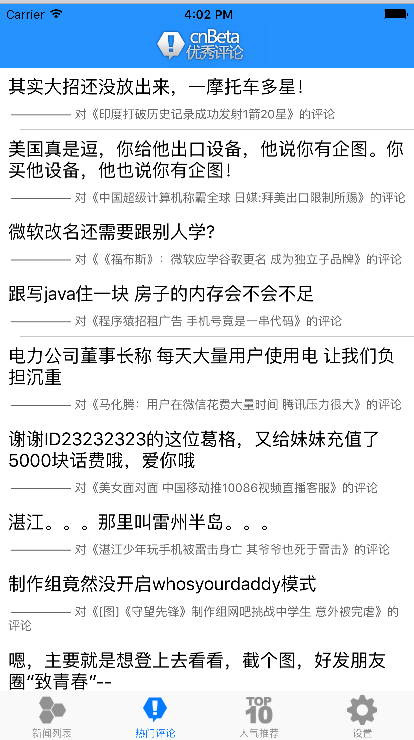 Carrier 4:02 PM
cnBeta
优秀评论
其实大招还没放出来，一摩托车多星！
———— 对《印度打破历史记录成功发射1箭20星》的评论
美国真是逗，你给他出口设备，他说你有企图。你
买他设备，他也说你有企图！
———— 对《中国超级计算机称霸全球 日媒:拜美出口限制所赐》的评论
微软改名还需要跟别人学?
———— 对《《福布斯》：微软应学谷歌更名 成为独立子品牌》的评论
跟写java住一块 房子的内存会不会不足
———— 对《程序猿招租广告 手机号竟是一串代码》的评论
电力公司董事长称 每天大量用户使用电 让我们负
担沉重
———— 对《马化腾：用户在微信花费大量时间 腾讯压力很大》的评论
谢谢ID23232323的这位葛格，又给妹妹充值了
5000块话费哦，爱你哦
———— 对《美女面对面 中国移动推10086视频直播客服》的评论
湛江。。。那里叫雷州半岛。。。
———— 对《湛江少年玩手机被雷击身亡 其爷爷也死于雷击》的评论
制作组竟然没开启whosyourdaddy模式
———— 对《[图]《守望先锋》制作组网吧挑战中学生 意外被完虐》的
评论
嗯，主要就是想登上去看看，截个图，好发朋友
圈“致青春”--
新闻列表
热门评论
TOP
10
人气推荐
设置